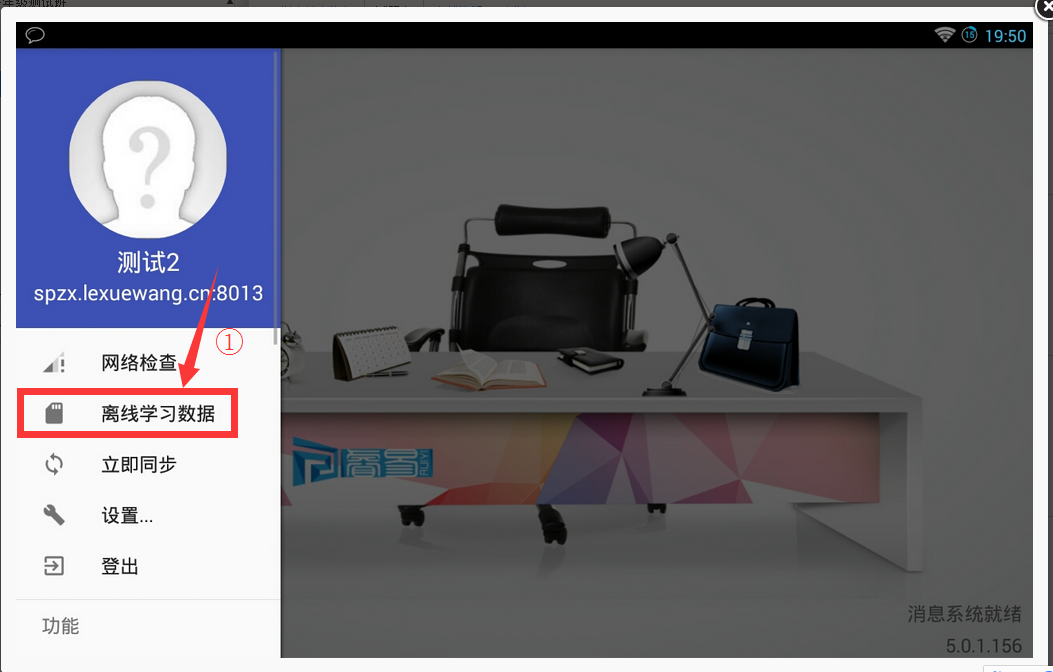 15 19:50
测试2
spzx.lexuewang.cn:8013
①
网络检查
离线学习数据
立即同步
设置...
登出
功能
RUIYI
消息系统就绪
5.0.1.156